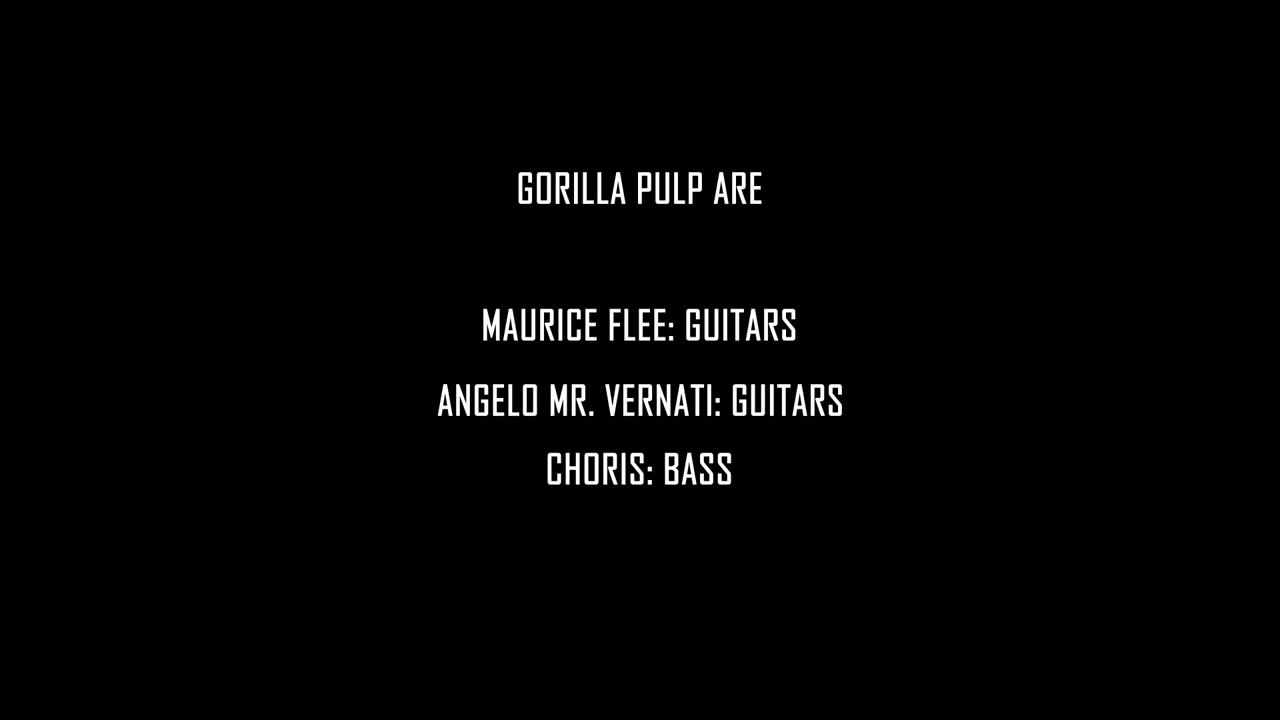 GORILLA PULP ARE
MAURICE FLEE: GUITARS
ANGELO MR. VERNATI: GUITARS
CHORIS: BASS